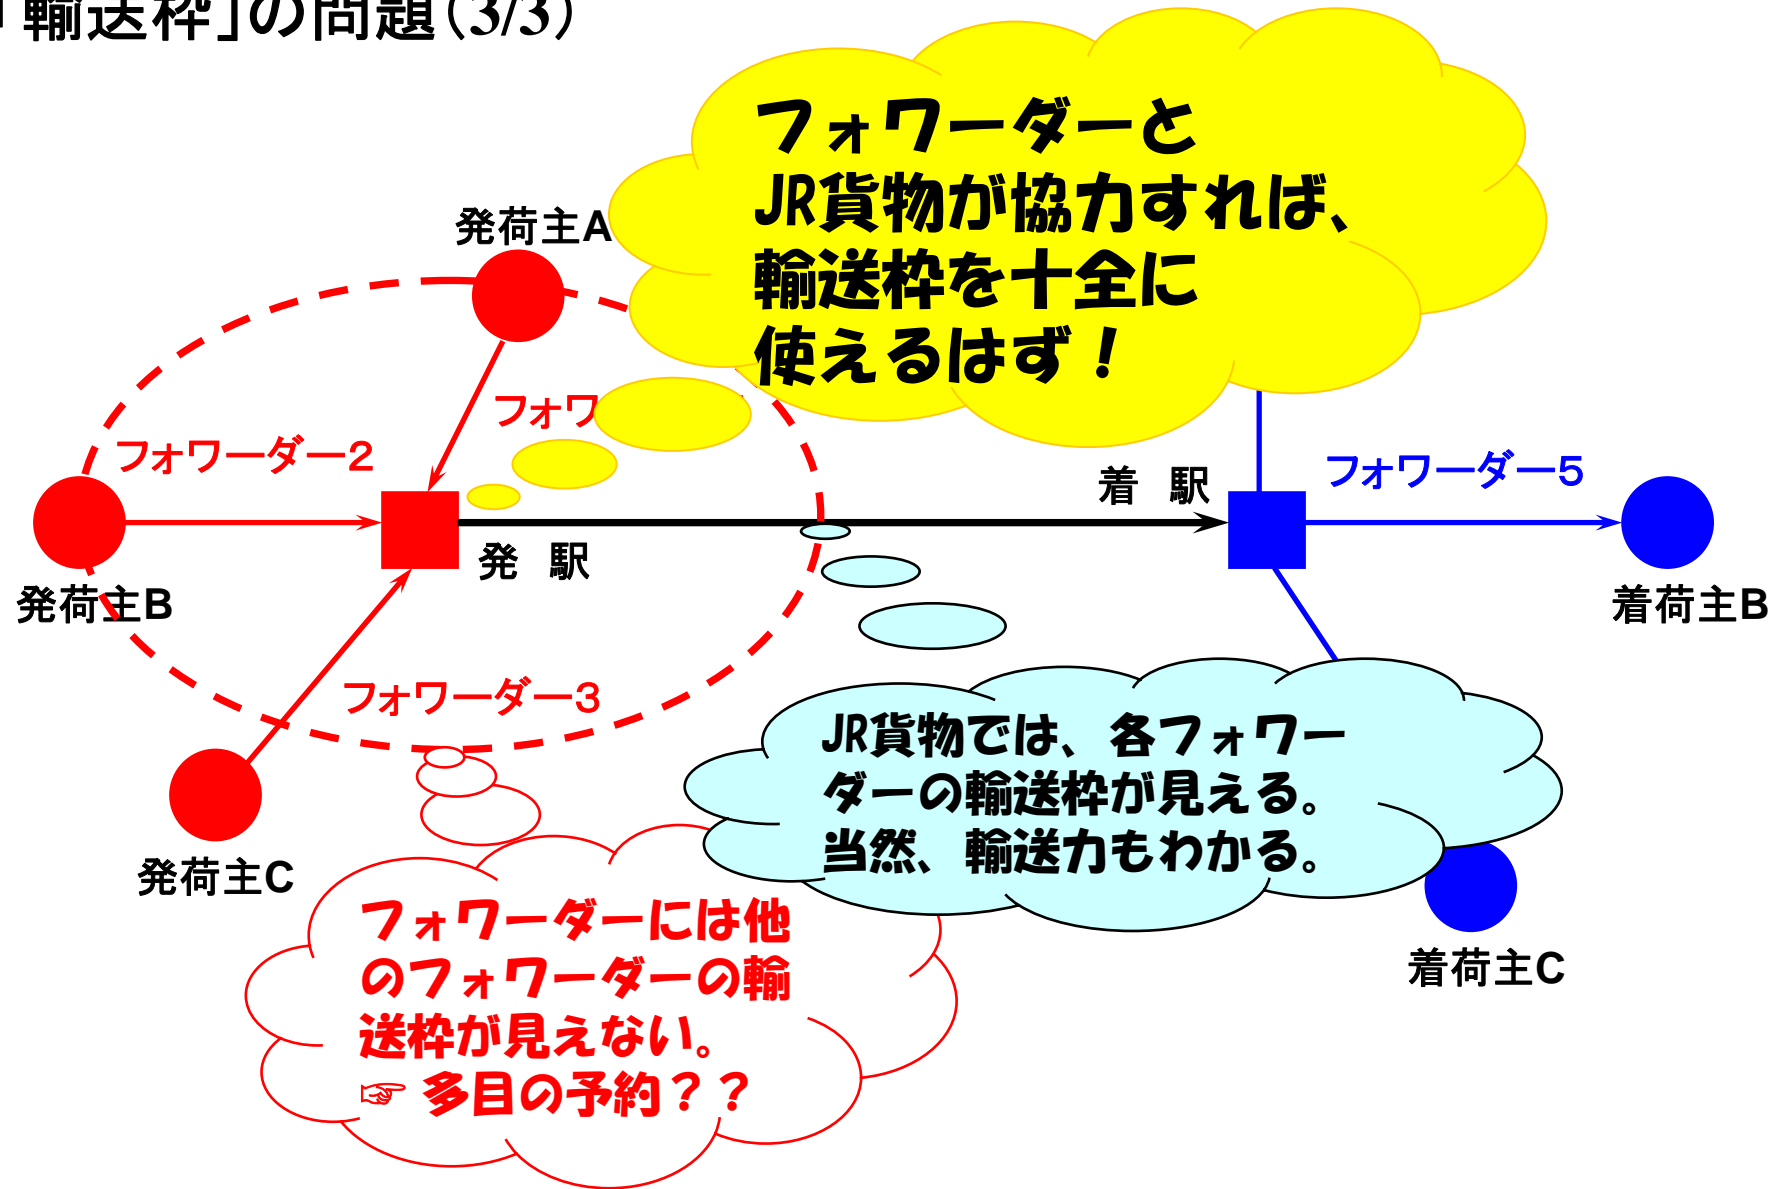 「輸送枠」の問題(3/3)
フォワーダーと
JR貨物が協力すれば、
輸送枠を十全に
使えるはず!
発荷主A
フォワ
フォワーダー2
着 駅
フォワーダー5
発 駅
発荷主B
着荷主B
フォワーダー3
JR貨物では、各フォワー
ダーの輸送枠が見える。
当然、輸送力もわかる。
発荷主C
フォワーダーには他
のフォワーダーの輸
送枠が見えない。
☞ 多目の予約??
着荷主C